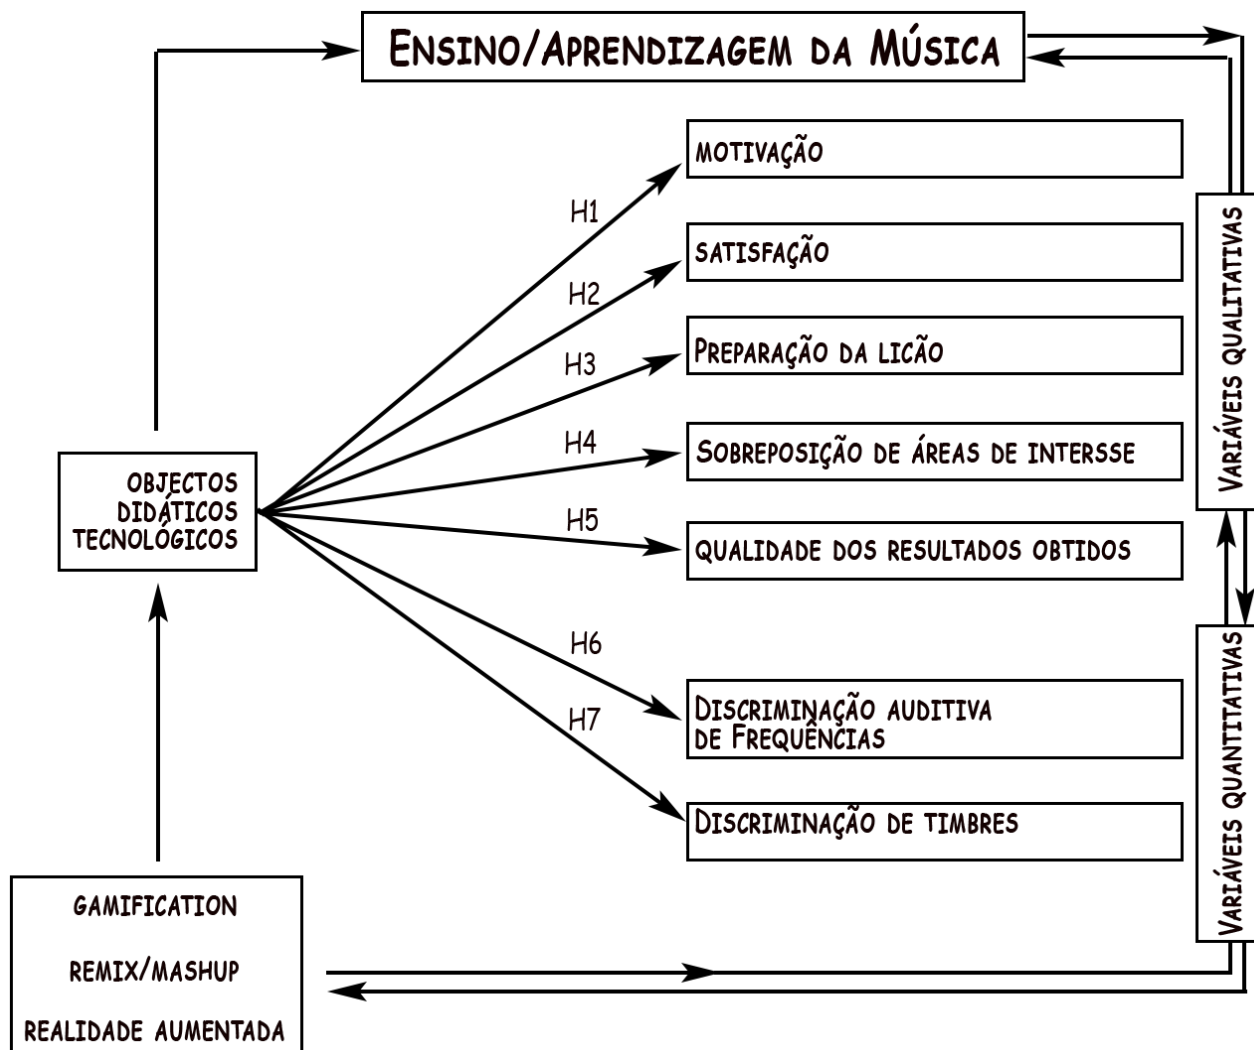 Ensino/Aprendizagem da Música
motivação
H1
satisfação
H2
Preparação da licão
H3
Sobreposição de áreas de intersse
H4
qualidade dos resultados obtidos
H5
H6
Discriminação auditiva
de Frequências
H7
Discriminação de timbres
objectos
didáticos
tecnológicos
gamification
remix/mashup
realidade aumentada
Variáveis qualitativas
Variáveis quantitativas